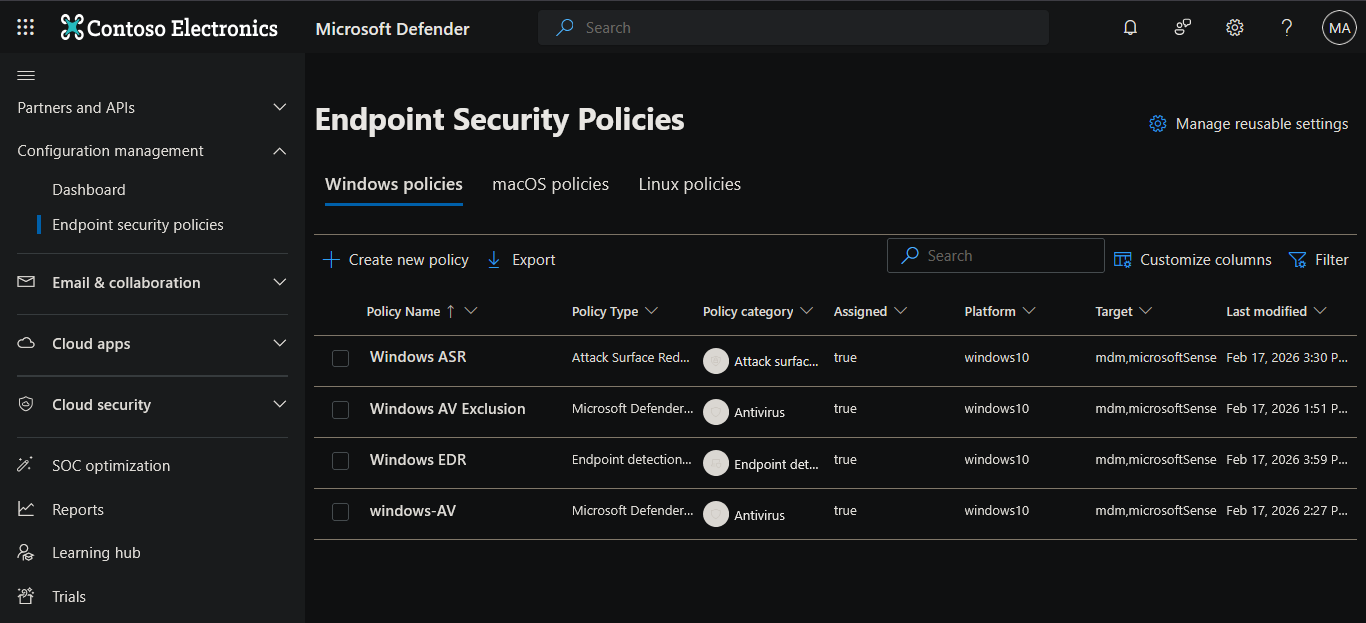 Contoso Electronics Microsoft Defender Search MA
Partners and APIs
Configuration management
Dashboard
Endpoint security policies
Email & collaboration
Cloud apps
Cloud security
SOC optimization
Reports
Learning hub
Trials
Endpoint Security Policies
Manage reusable settings
Windows policies macOS policies Linux policies
Create new policy Export Search Customize columns Filter
Policy Name ↑ Policy Type Policy category Assigned Platform Target Last modified
Windows ASR Attack Surface Red... Attack surfac... true windows10 mdm,microsoftSense Feb 17, 2026 3:30 P...
Windows AV Exclusion Microsoft Defender... Antivirus true windows10 mdm,microsoftSense Feb 17, 2026 1:51 P...
Windows EDR Endpoint detection... Endpoint det... true windows10 mdm,microsoftSense Feb 17, 2026 3:59 P...
windows-AV Microsoft Defender... Antivirus true windows10 mdm,microsoftSense Feb 17, 2026 2:27 P...